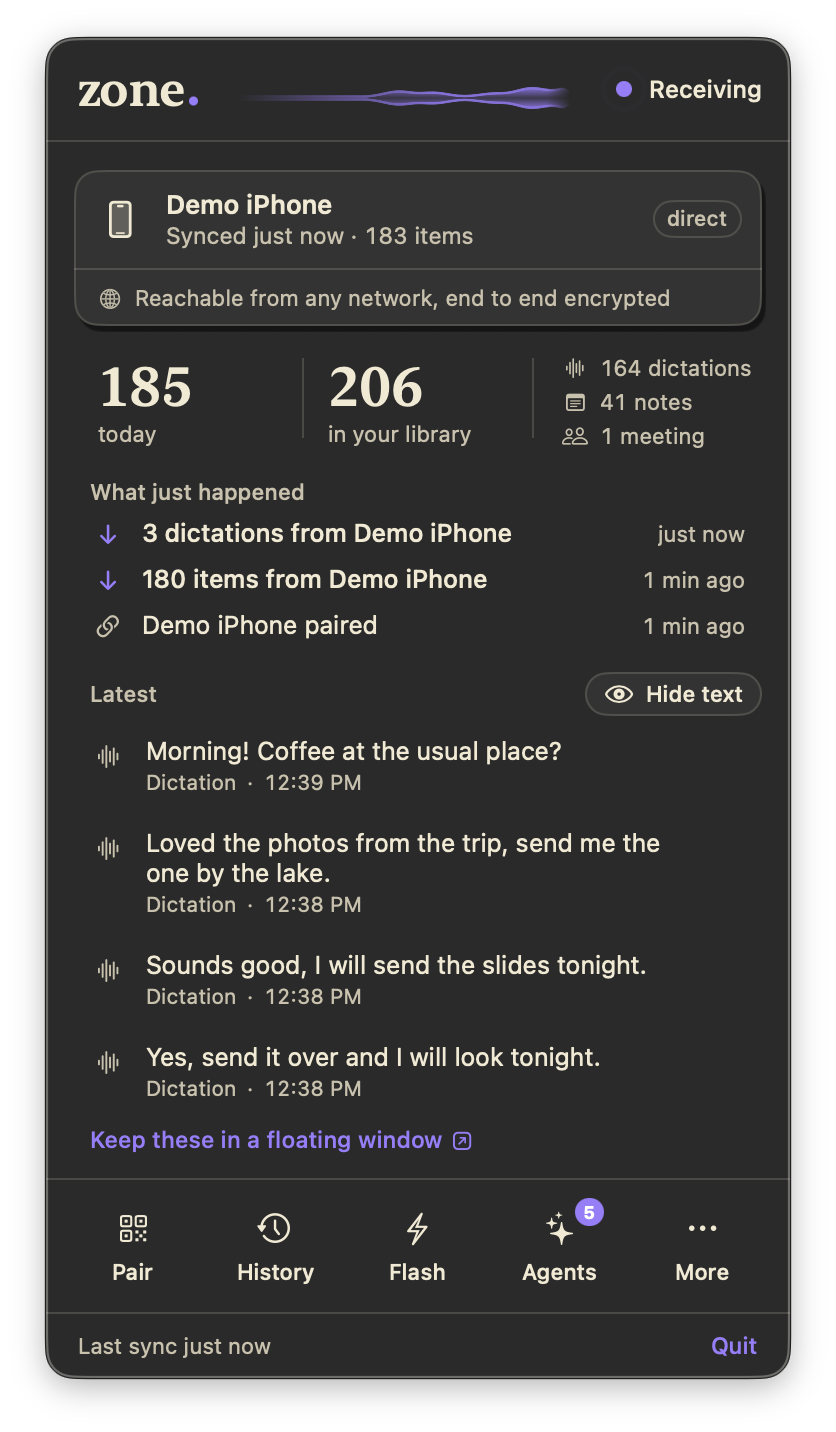 zone.
Receiving
Demo iPhone
Synced just now · 183 items
direct
Reachable from any network, end to end encrypted
185
today
206
in your library
164 dictations
41 notes
1 meeting
What just happened
3 dictations from Demo iPhone
just now
180 items from Demo iPhone
1 min ago
Demo iPhone paired
1 min ago
Latest
Hide text
Morning! Coffee at the usual place?
Dictation · 12:39 PM
Loved the photos from the trip, send me the
one by the lake.
Dictation · 12:38 PM
Sounds good, I will send the slides tonight.
Dictation · 12:38 PM
Yes, send it over and I will look tonight.
Dictation · 12:38 PM
Keep these in a floating window
5
Pair
History
Flash
Agents
More
Last sync just now
Quit